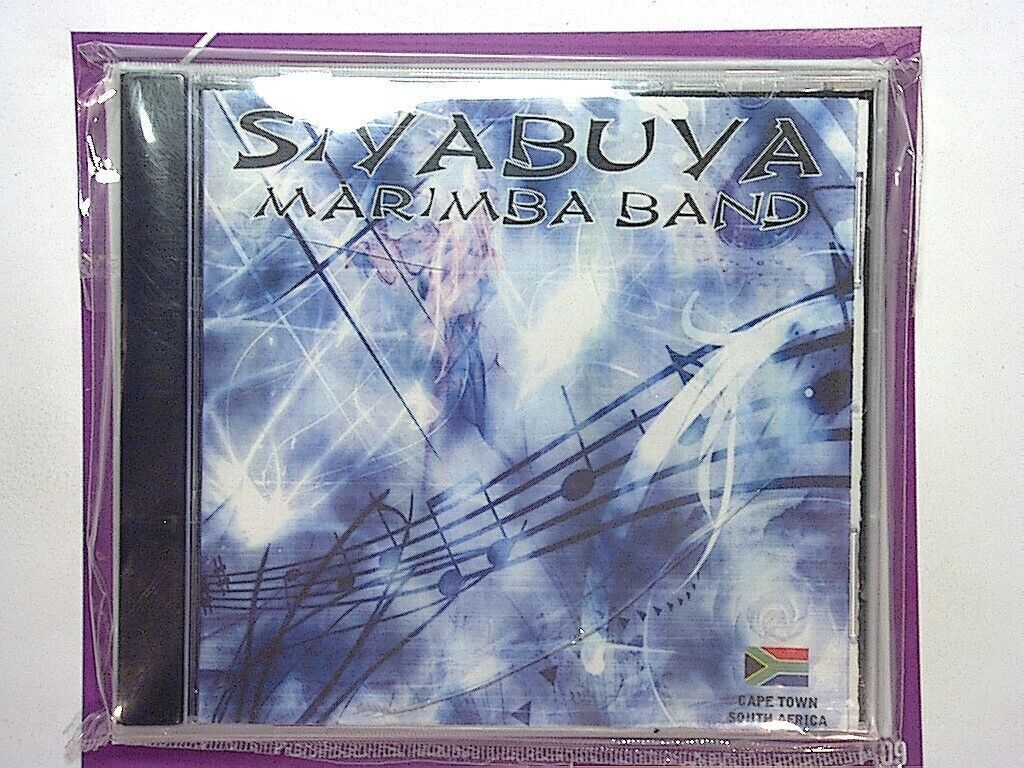 SIYABUYA
MARIMBA BAND
CAPE TOWN
SOUTH AFRICA